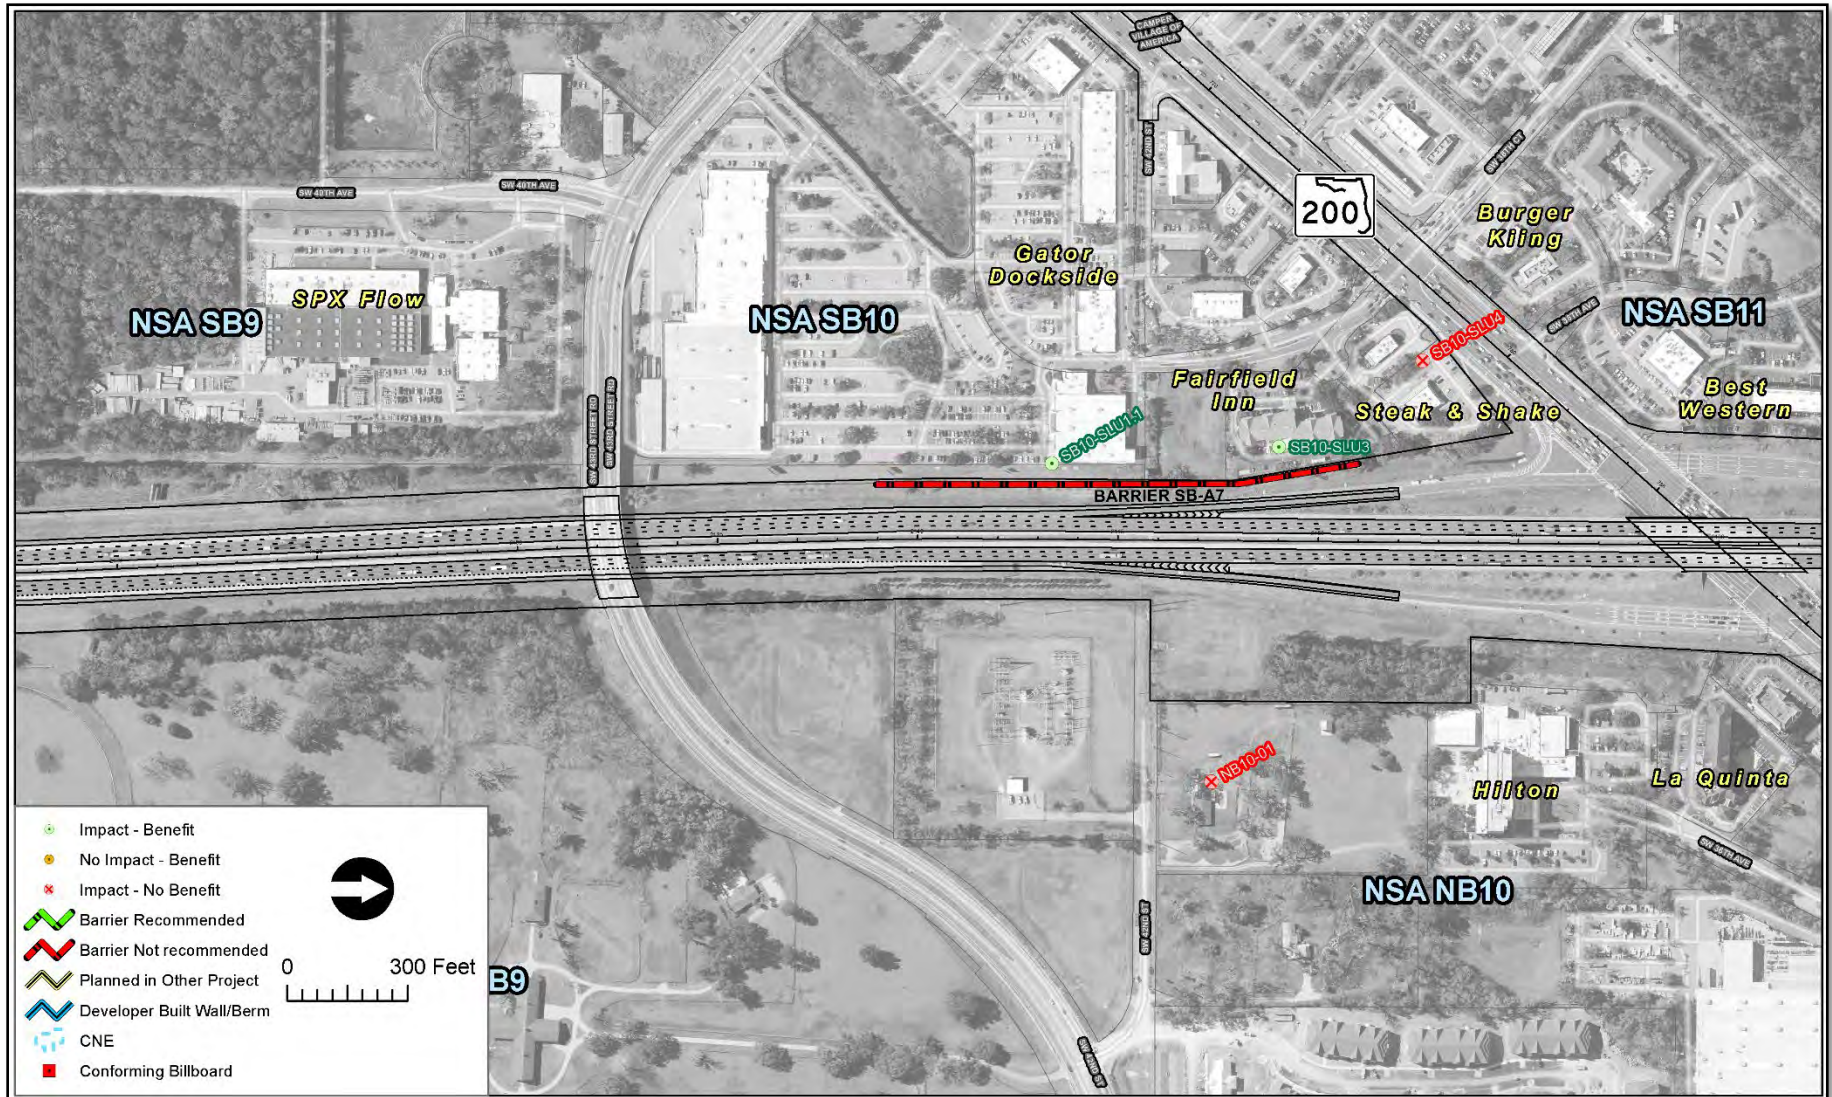 CAMPER
VILLAGE OF
AMERICA
SW 40TH AVE
SW 40TH AVE
SW 42ND ST
SW 38TH CT
200
Burger
Kiing
Gator
Dockside
SPX Flow
NSA SB9
NSA SB10
SW 38TH AVE
NSA SB11
SB10-SLU4
Fairfield
Inn
Steak & Shake
Best
Western
SW 43RD STREET RD
SW 43RD STREET RD
SB10-SLU1-1
SB10-SLU3
BARRIER SB-A7
NB10-01
Hilton
La Quinta
SW 36TH AVE
NSA NB10
SW 42ND ST
B9
SW 42ND ST
Impact - Benefit
No Impact - Benefit
Impact - No Benefit
Barrier Recommended
Barrier Not recommended
Planned in Other Project
Developer Built Wall/Berm
CNE
Conforming Billboard
0 300 Feet